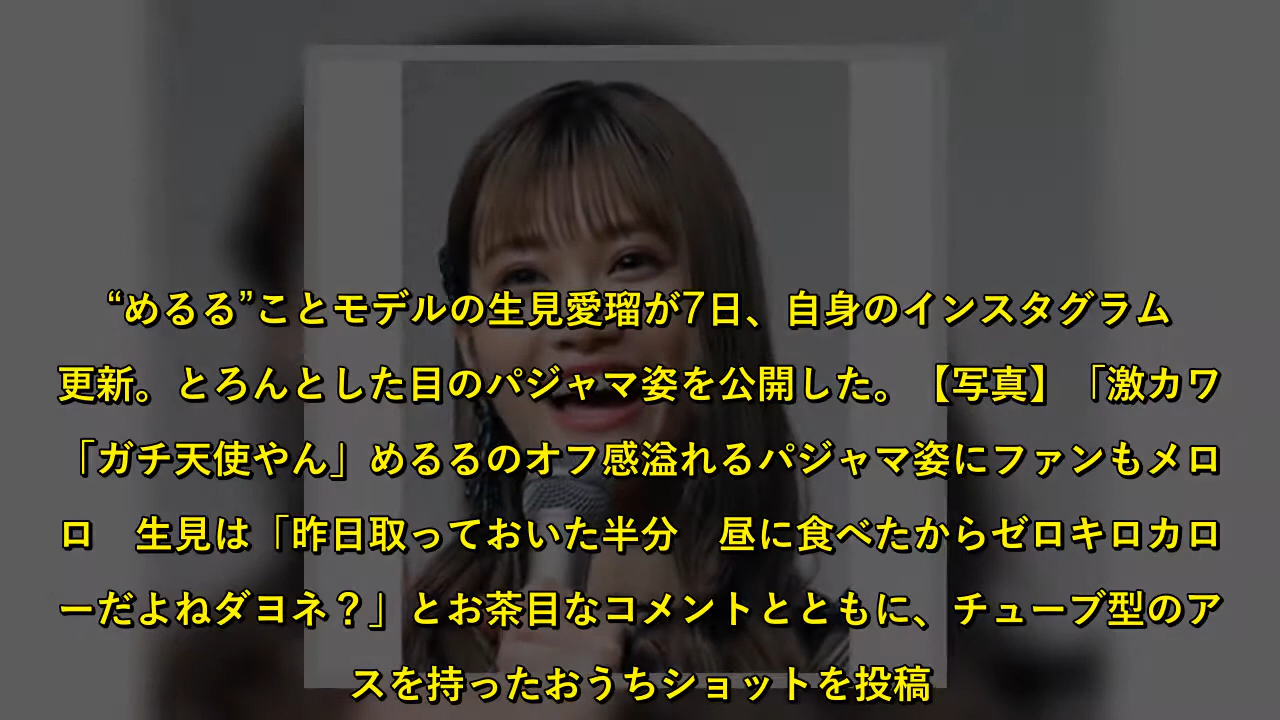 “めるる”ことモデルの生見愛瑠が7日、自身のインスタグラム
更新。とろんとした目のパジャマ姿を公開した。【写真】「激カワ
「ガチ天使やん」めるるのオフ感溢れるパジャマ姿にファンもメロ
ロ　生見は「昨日取っておいた半分　昼に食べたからゼロキロカロ
ーだよねダヨネ？」とお茶目なコメントとともに、チューブ型のア
スを持ったおうちショットを投稿